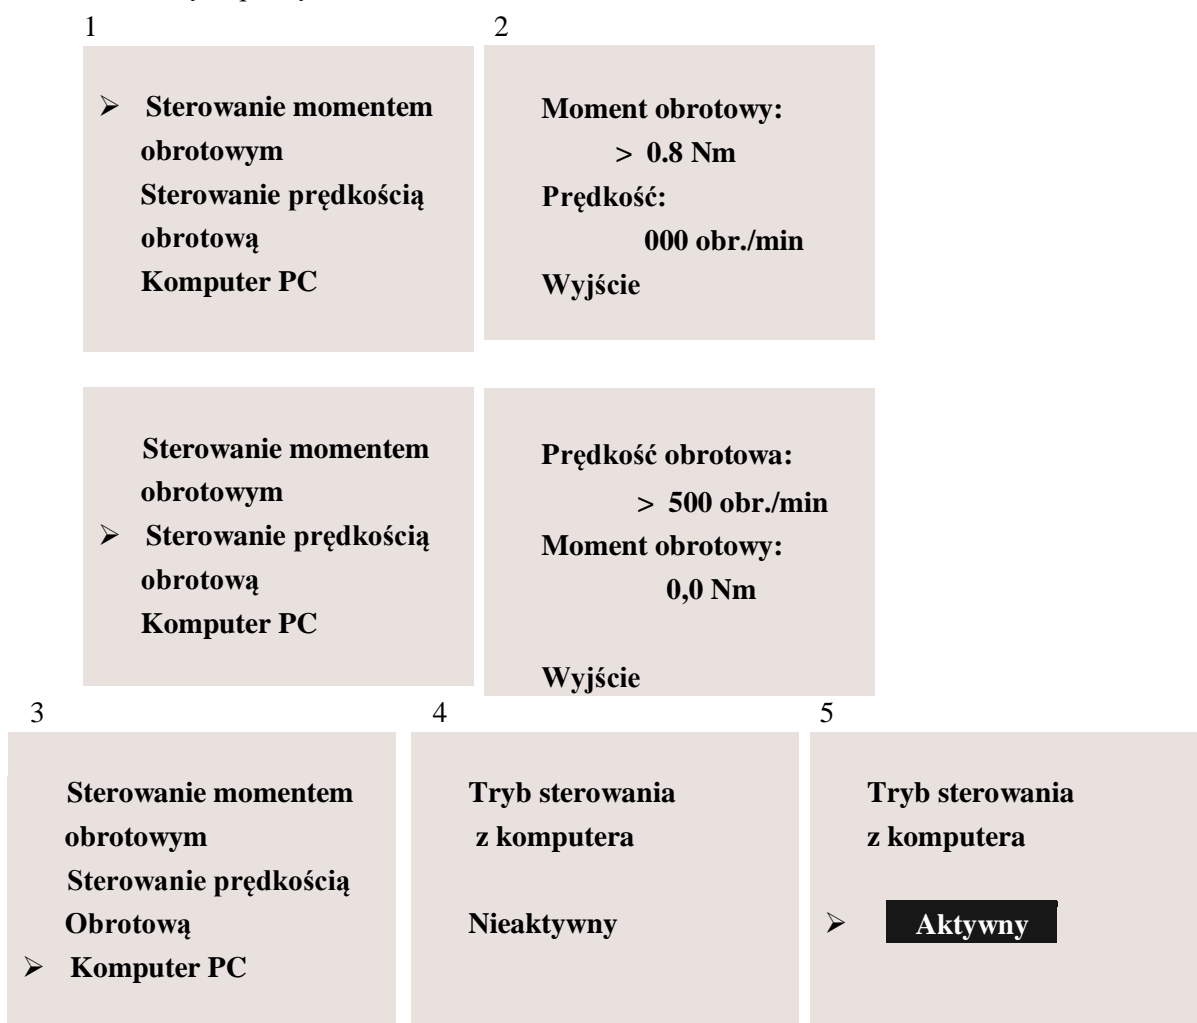 1
2
➢ Sterowanie momentem
obrotowym
Sterowanie prędkością
obrotową
Komputer PC
Moment obrotowy:
> 0.8 Nm
Prędkość:
000 obr./min
Wyjście
Sterowanie momentem
obrotowym
➢ Sterowanie prędkością
obrotową
Komputer PC
Prędkość obrotowa:
> 500 obr./min
Moment obrotowy:
0,0 Nm
Wyjście
3
4
5
Sterowanie momentem
obrotowym
Sterowanie prędkością
Obrotową
➢ Komputer PC
Tryb sterowania
z komputera
Nieaktywny
Tryb sterowania
z komputera
➢ Aktywny